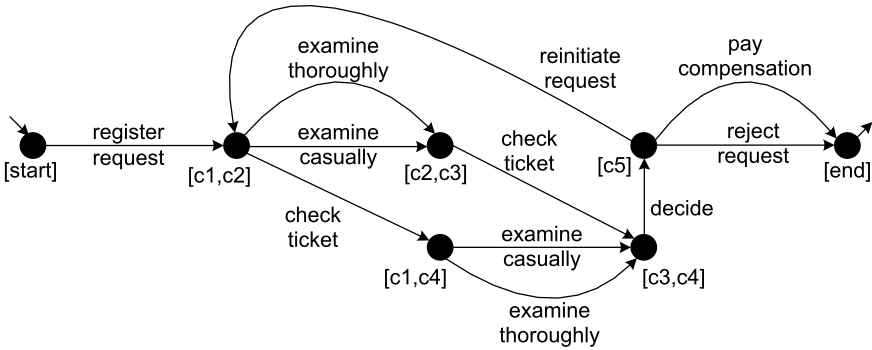 examine
thoroughly
reinitiate
request
pay
compensation
register
request
examine
casually
check
ticket
reject
request
[start]
[c1,c2]
[c2,c3]
[c5]
[end]
check
ticket
decide
examine
casually
[c1,c4]
[c3,c4]
examine
thoroughly